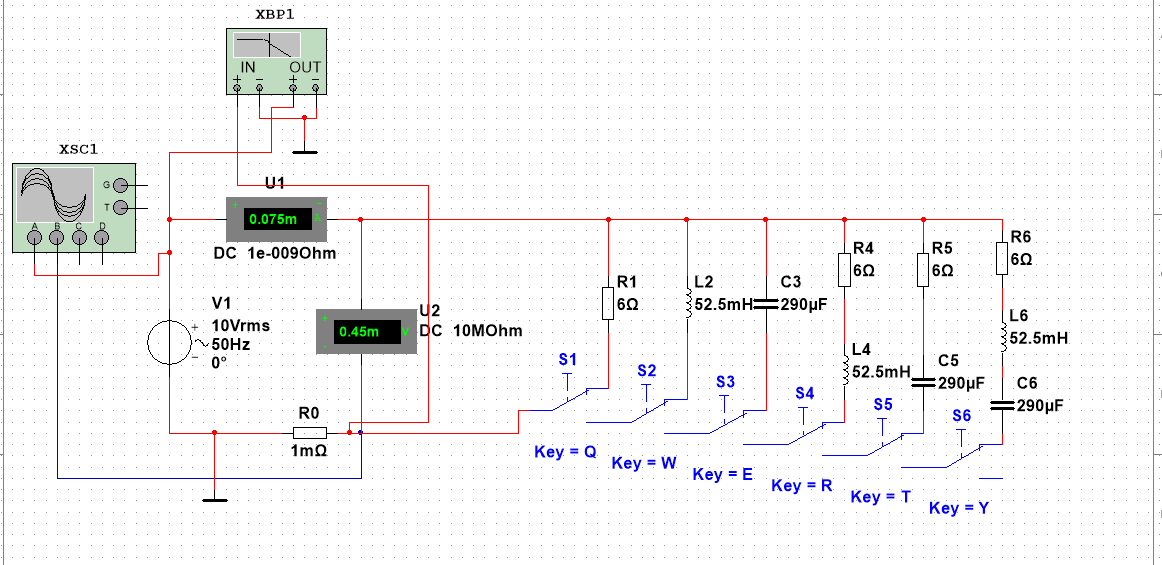 XBP1
IN OUT
+ − + −
XSC1
G
T
A B C D
U1
+ −
0.075m A
DC 1e-009Ohm
V1
10Vrms
50Hz
0°
+
−
U2
+
0.45m V
−
DC 10MOhm
R0
1mΩ
R1
6Ω
L2
52.5mH
C3
290µF
R4
6Ω
L4
52.5mH
R5
6Ω
C5
290µF
R6
6Ω
L6
52.5mH
C6
290µF
S1
Key = Q
S2
Key = W
S3
Key = E
S4
Key = R
S5
Key = T
S6
Key = Y